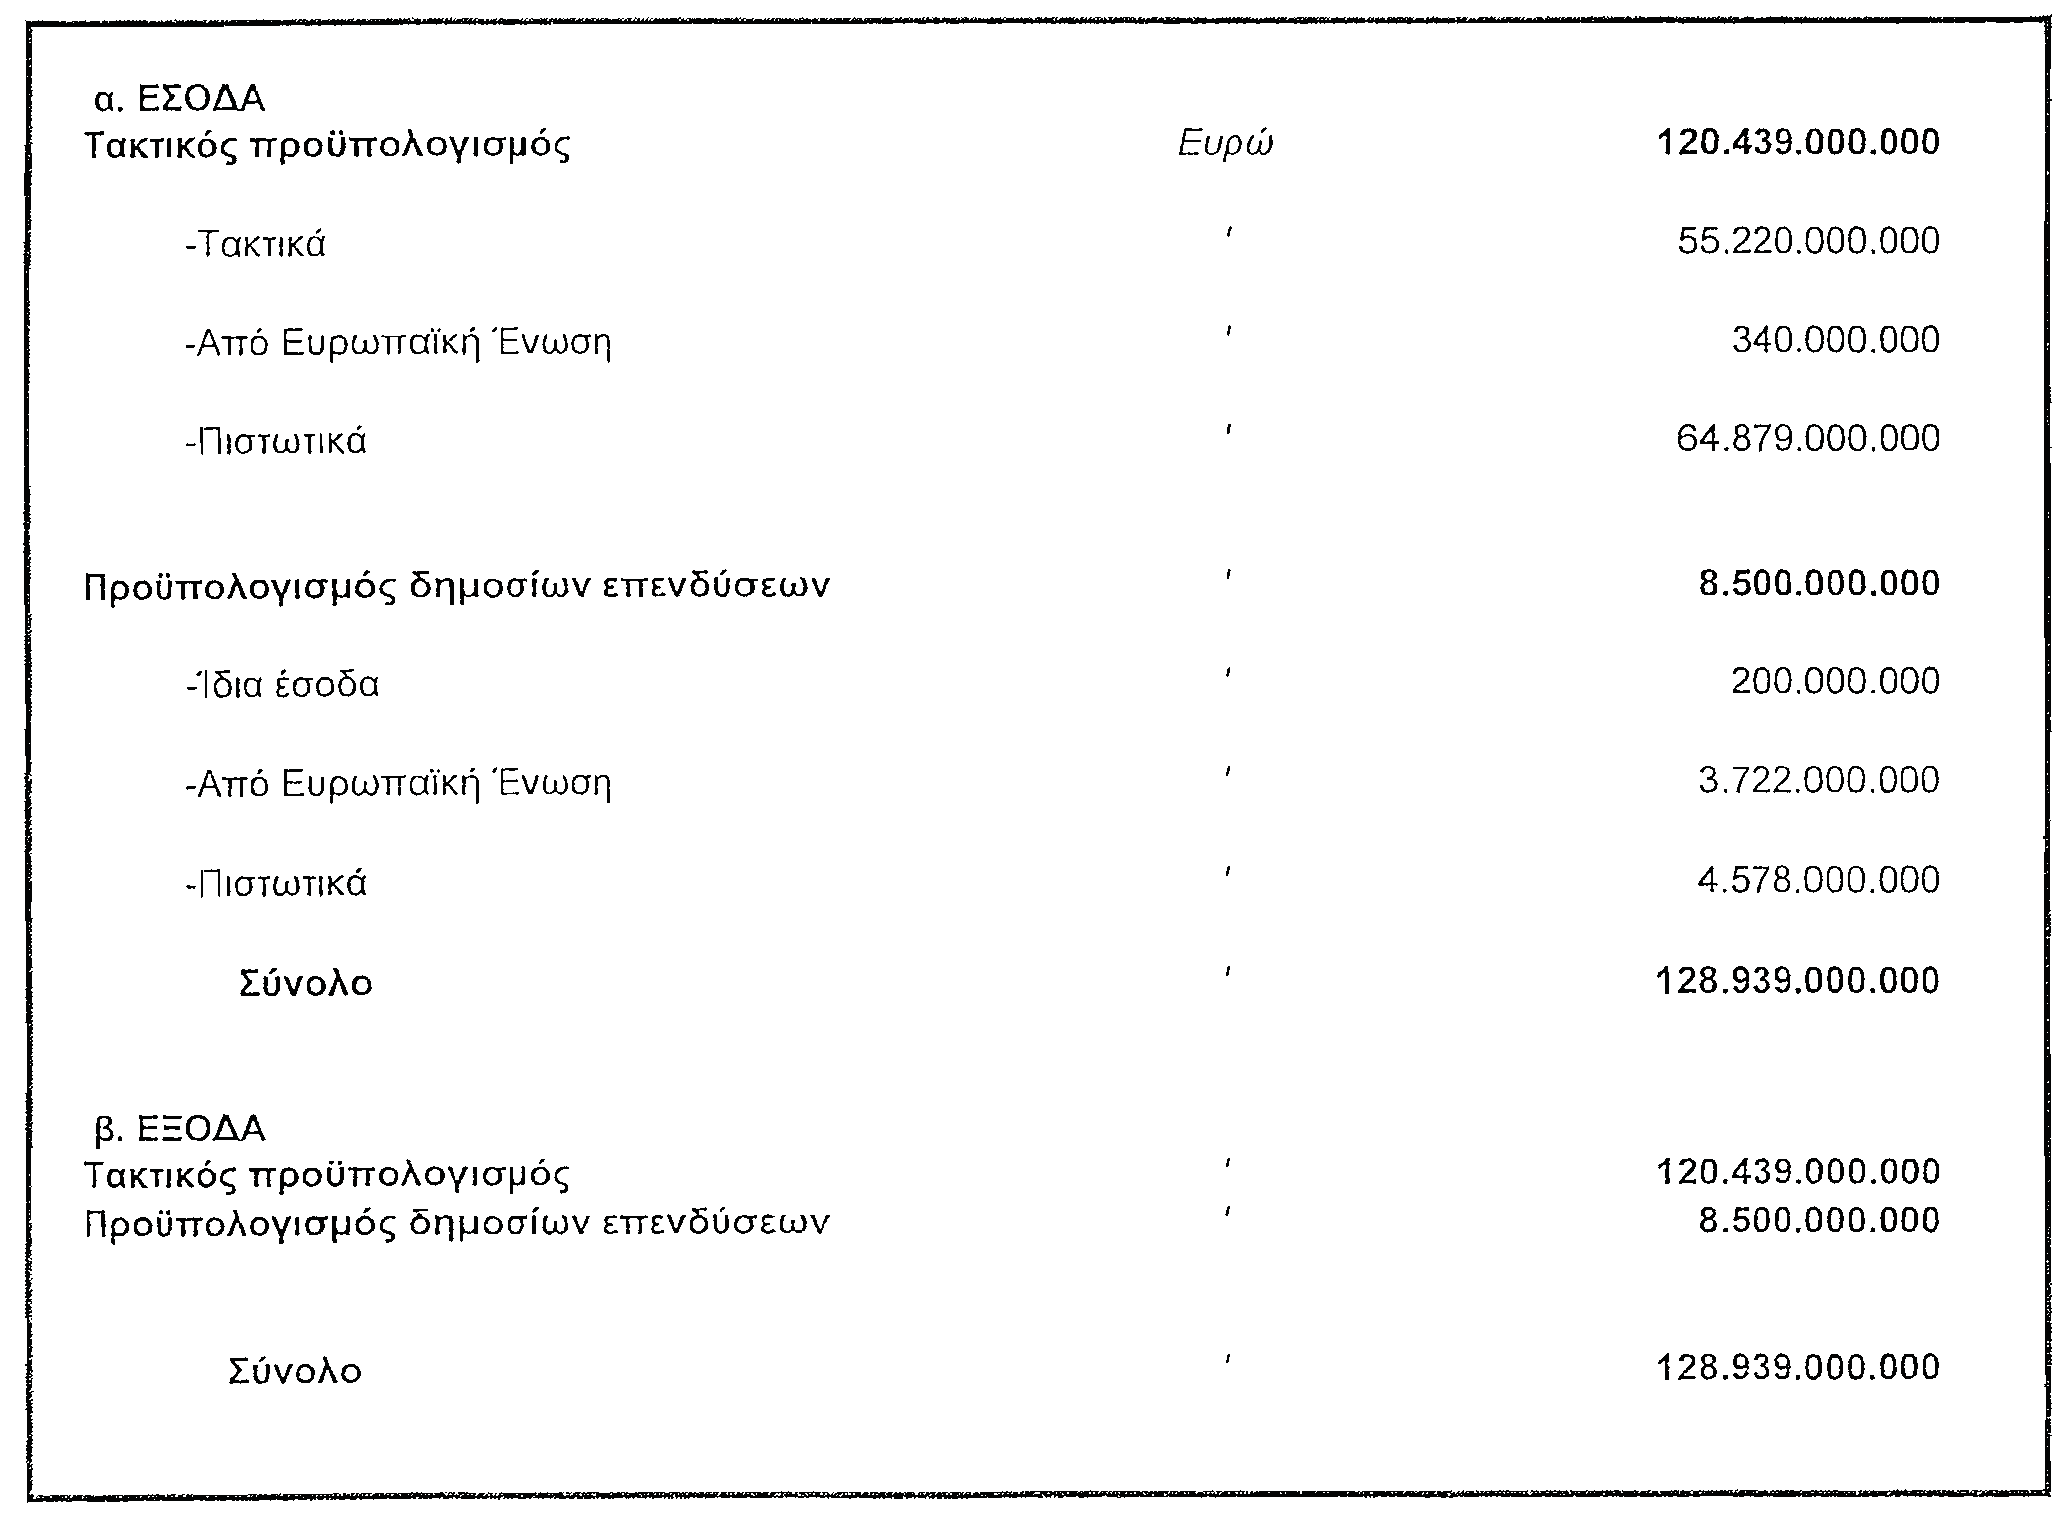 α. ΕΣΟΔΑ
Τακτικός προϋπολογισμός Ευρώ 120.439.000.000
-Τακτικά ' 55.220.000.000
-Από Ευρωπαϊκή Ένωση ' 340.000.000
-Πιστωτικά ' 64.879.000.000
Προϋπολογισμός δημοσίων επενδύσεων ' 8.500.000.000
-Ίδια έσοδα ' 200.000.000
-Από Ευρωπαϊκή Ένωση ' 3.722.000.000
-Πιστωτικά ' 4.578.000.000
Σύνολο ' 128.939.000.000
β. ΕΞΟΔΑ
Τακτικός προϋπολογισμός ' 120.439.000.000
Προϋπολογισμός δημοσίων επενδύσεων ' 8.500.000.000
Σύνολο ' 128.939.000.000